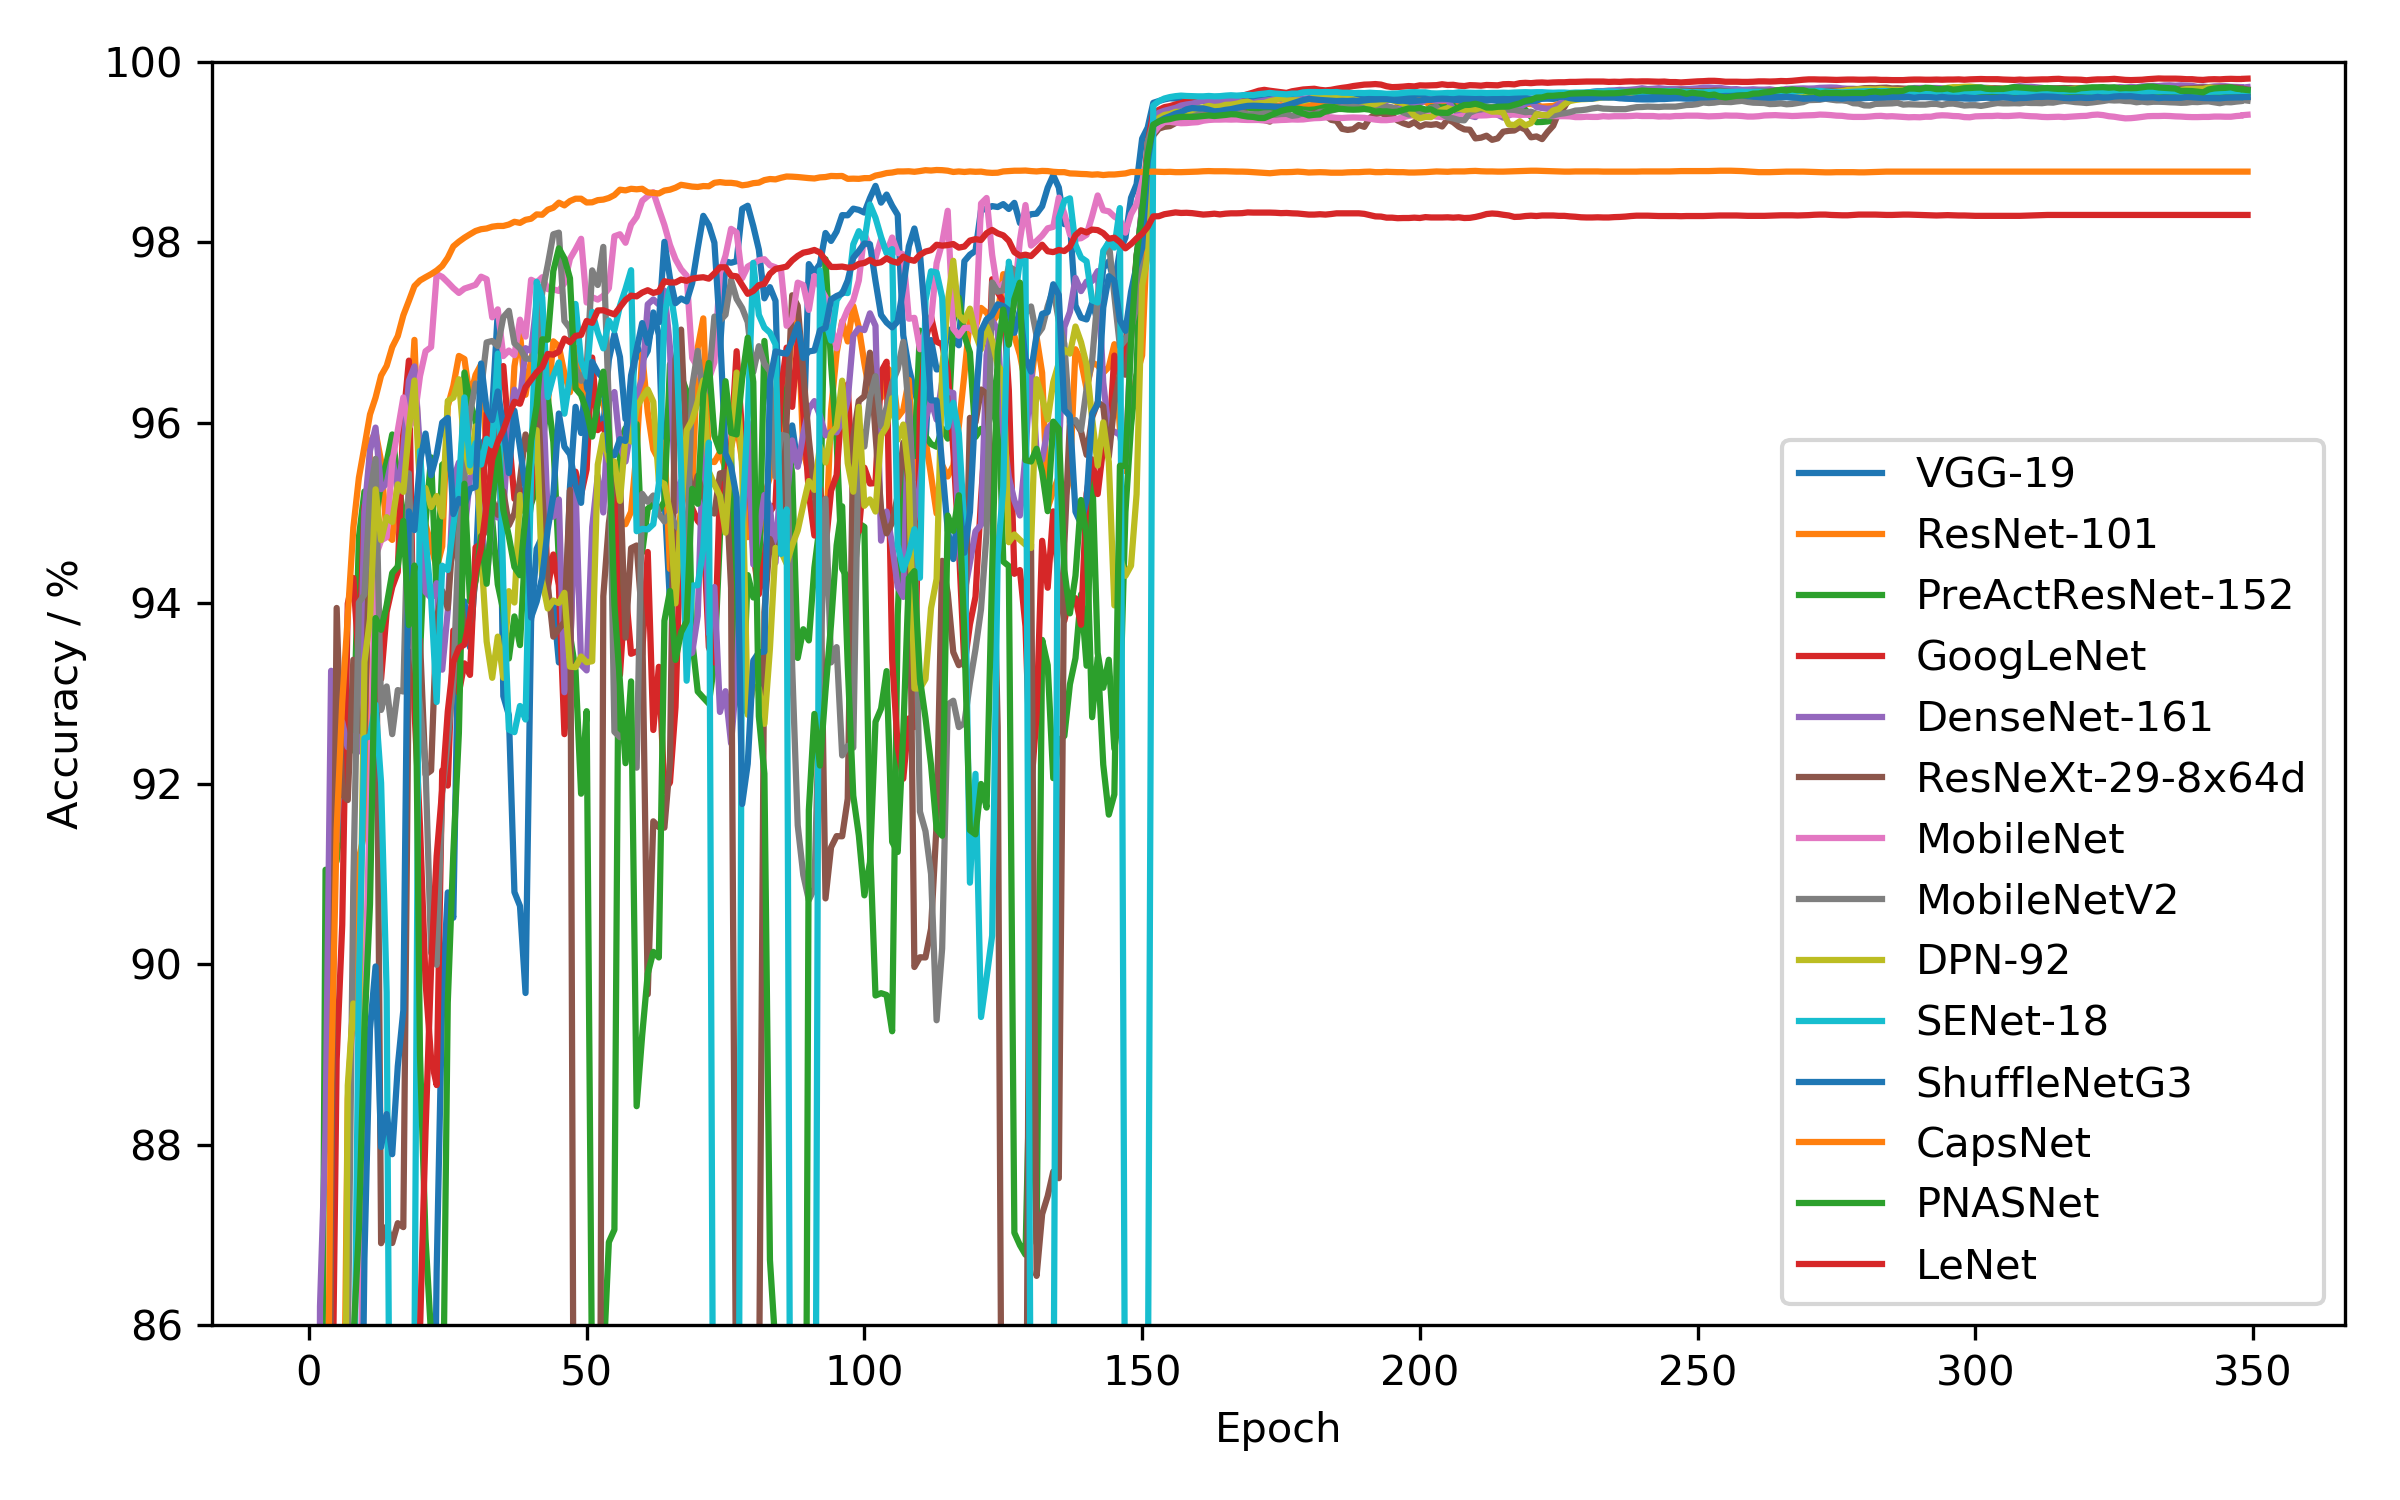 100
98
96
94
92
90
88
86
Accuracy / %
0 50 100 150 200 250 300 350
Epoch
VGG-19
ResNet-101
PreActResNet-152
GoogLeNet
DenseNet-161
ResNeXt-29-8x64d
MobileNet
MobileNetV2
DPN-92
SENet-18
ShuffleNetG3
CapsNet
PNASNet
LeNet